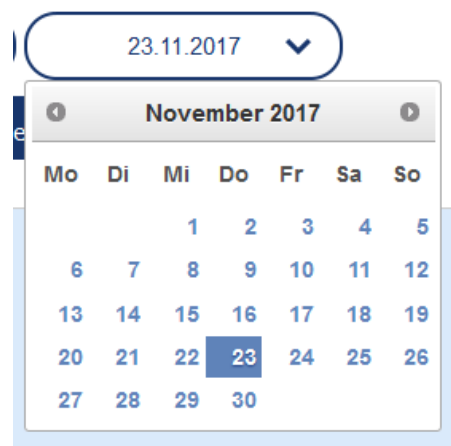 23.11.2017
e
November 2017
Mo Di Mi Do Fr Sa So
1 2 3 4 5
6 7 8 9 10 11 12
13 14 15 16 17 18 19
20 21 22 23 24 25 26
27 28 29 30